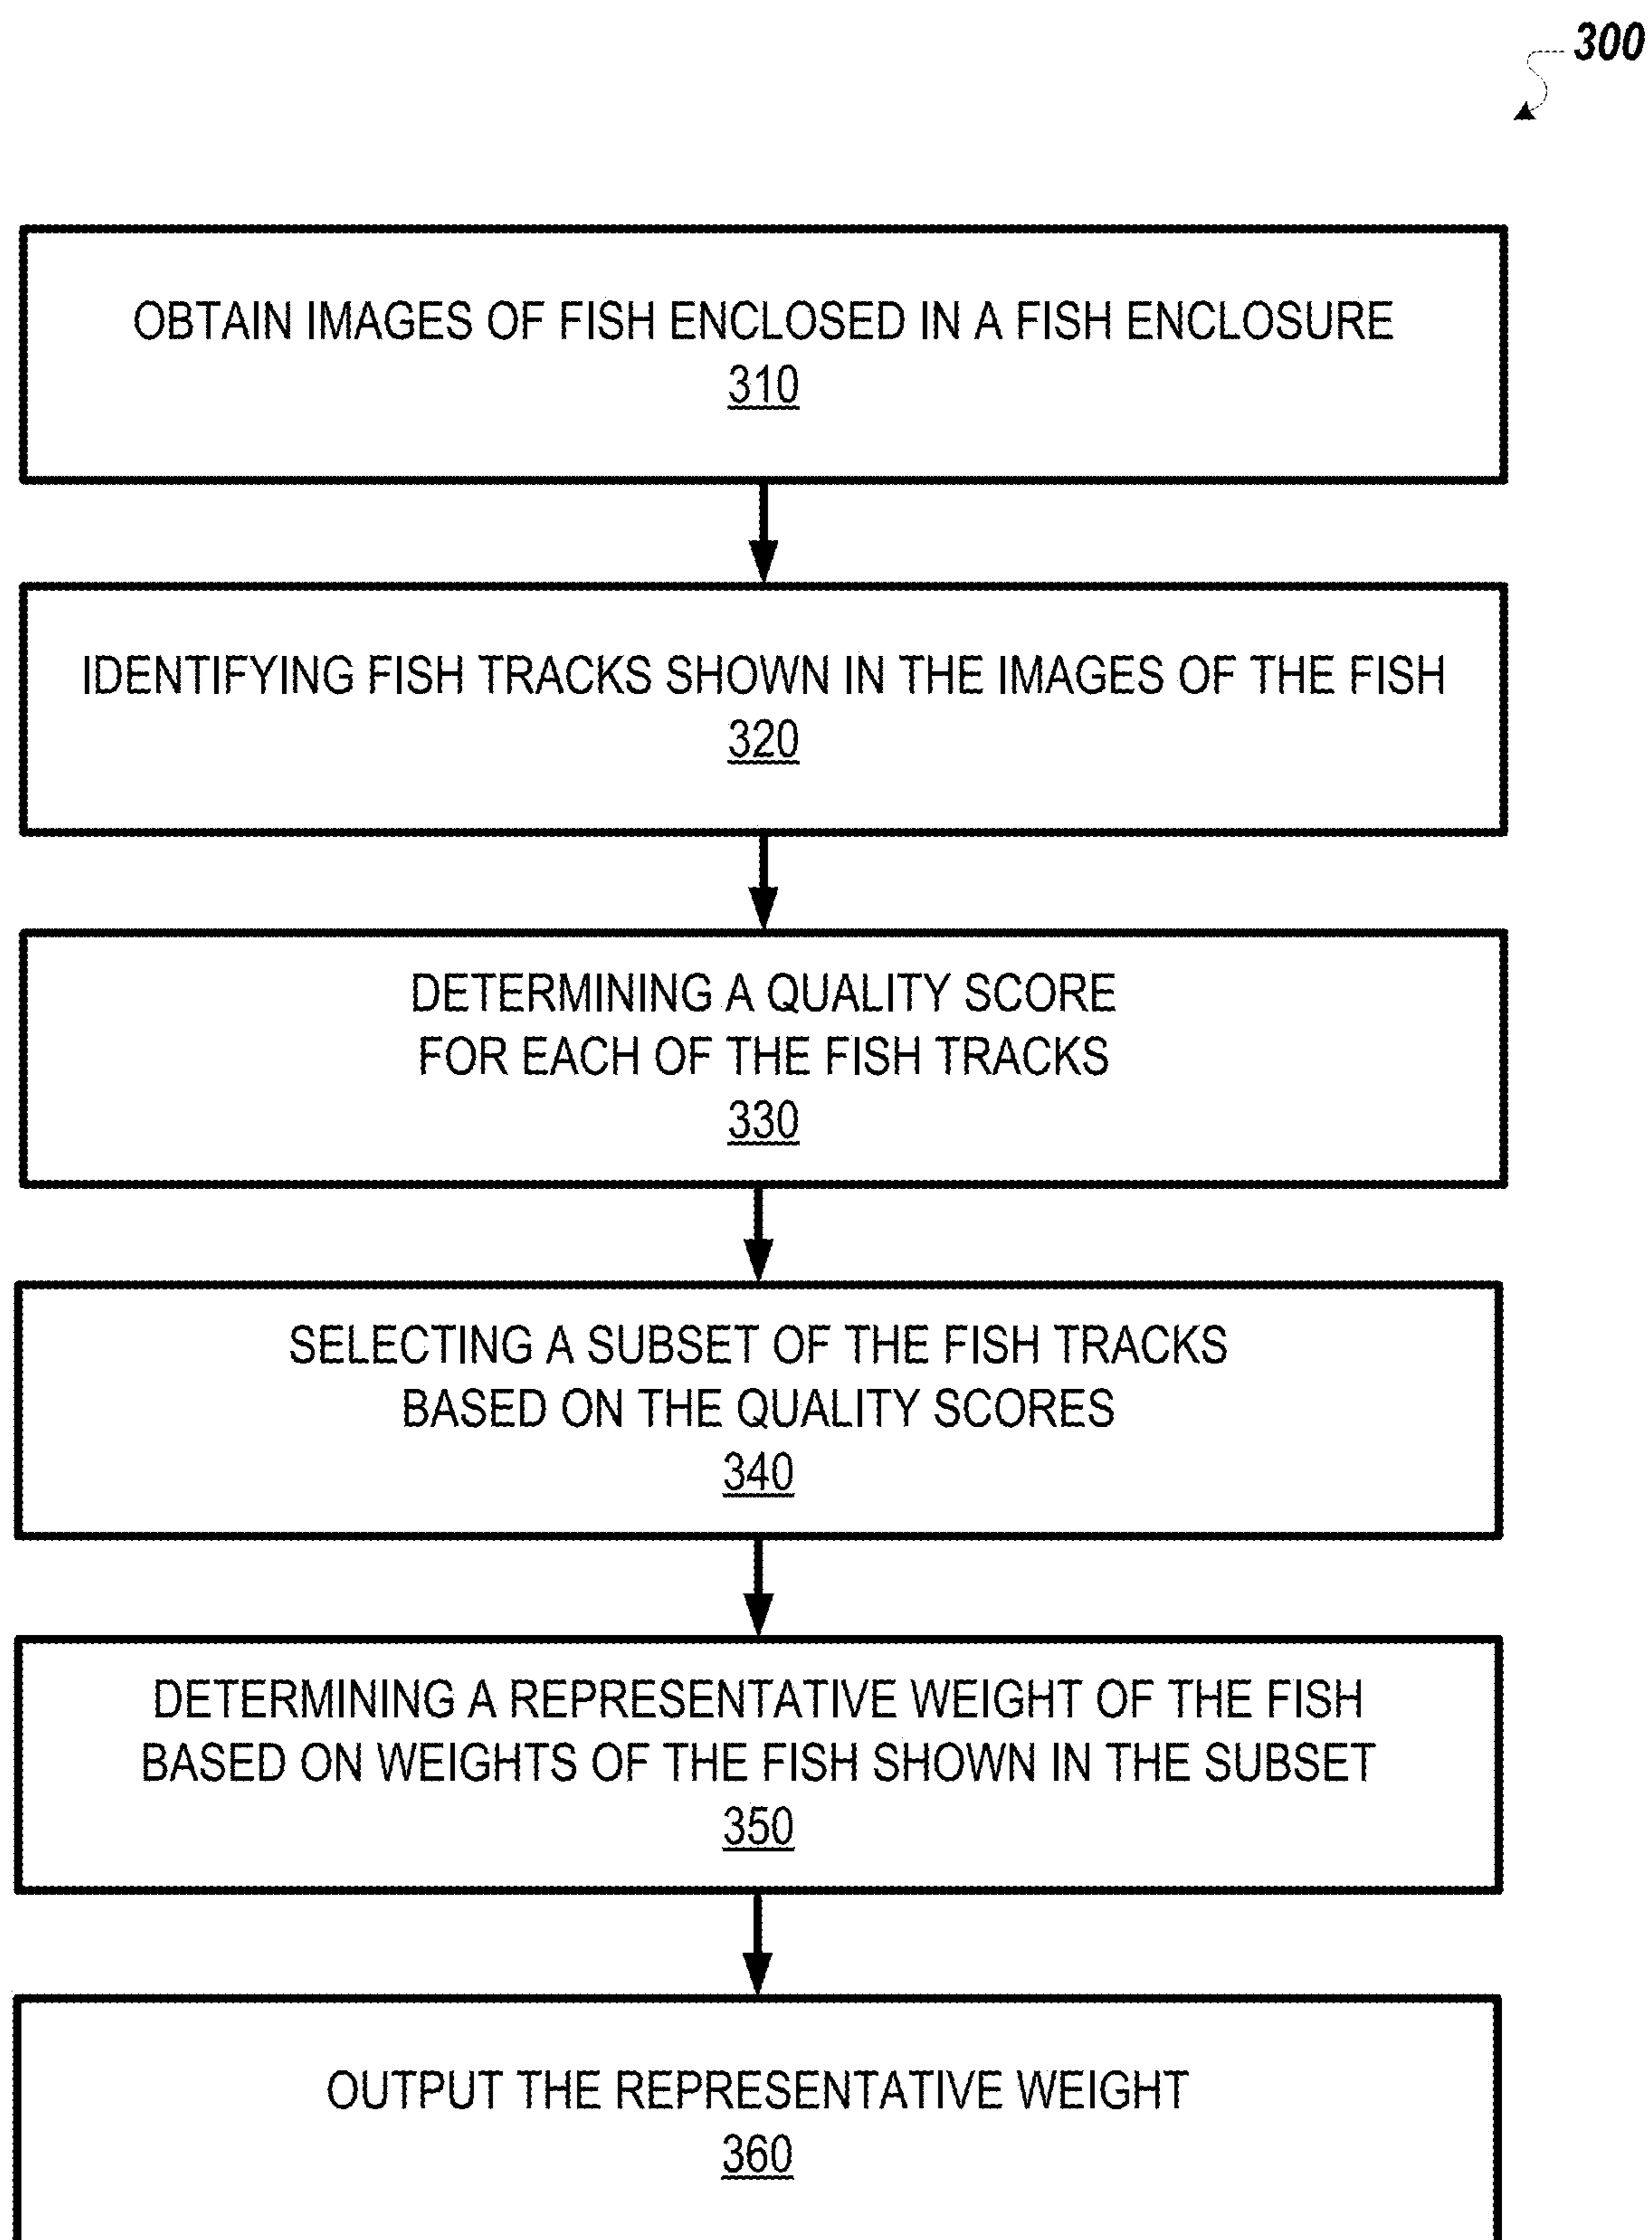 300
OBTAIN IMAGES OF FISH ENCLOSED IN A FISH ENCLOSURE
310
IDENTIFYING FISH TRACKS SHOWN IN THE IMAGES OF THE FISH
320
DETERMINING A QUALITY SCORE
FOR EACH OF THE FISH TRACKS
330
SELECTING A SUBSET OF THE FISH TRACKS
BASED ON THE QUALITY SCORES
340
DETERMINING A REPRESENTATIVE WEIGHT OF THE FISH
BASED ON WEIGHTS OF THE FISH SHOWN IN THE SUBSET
350
OUTPUT THE REPRESENTATIVE WEIGHT
360